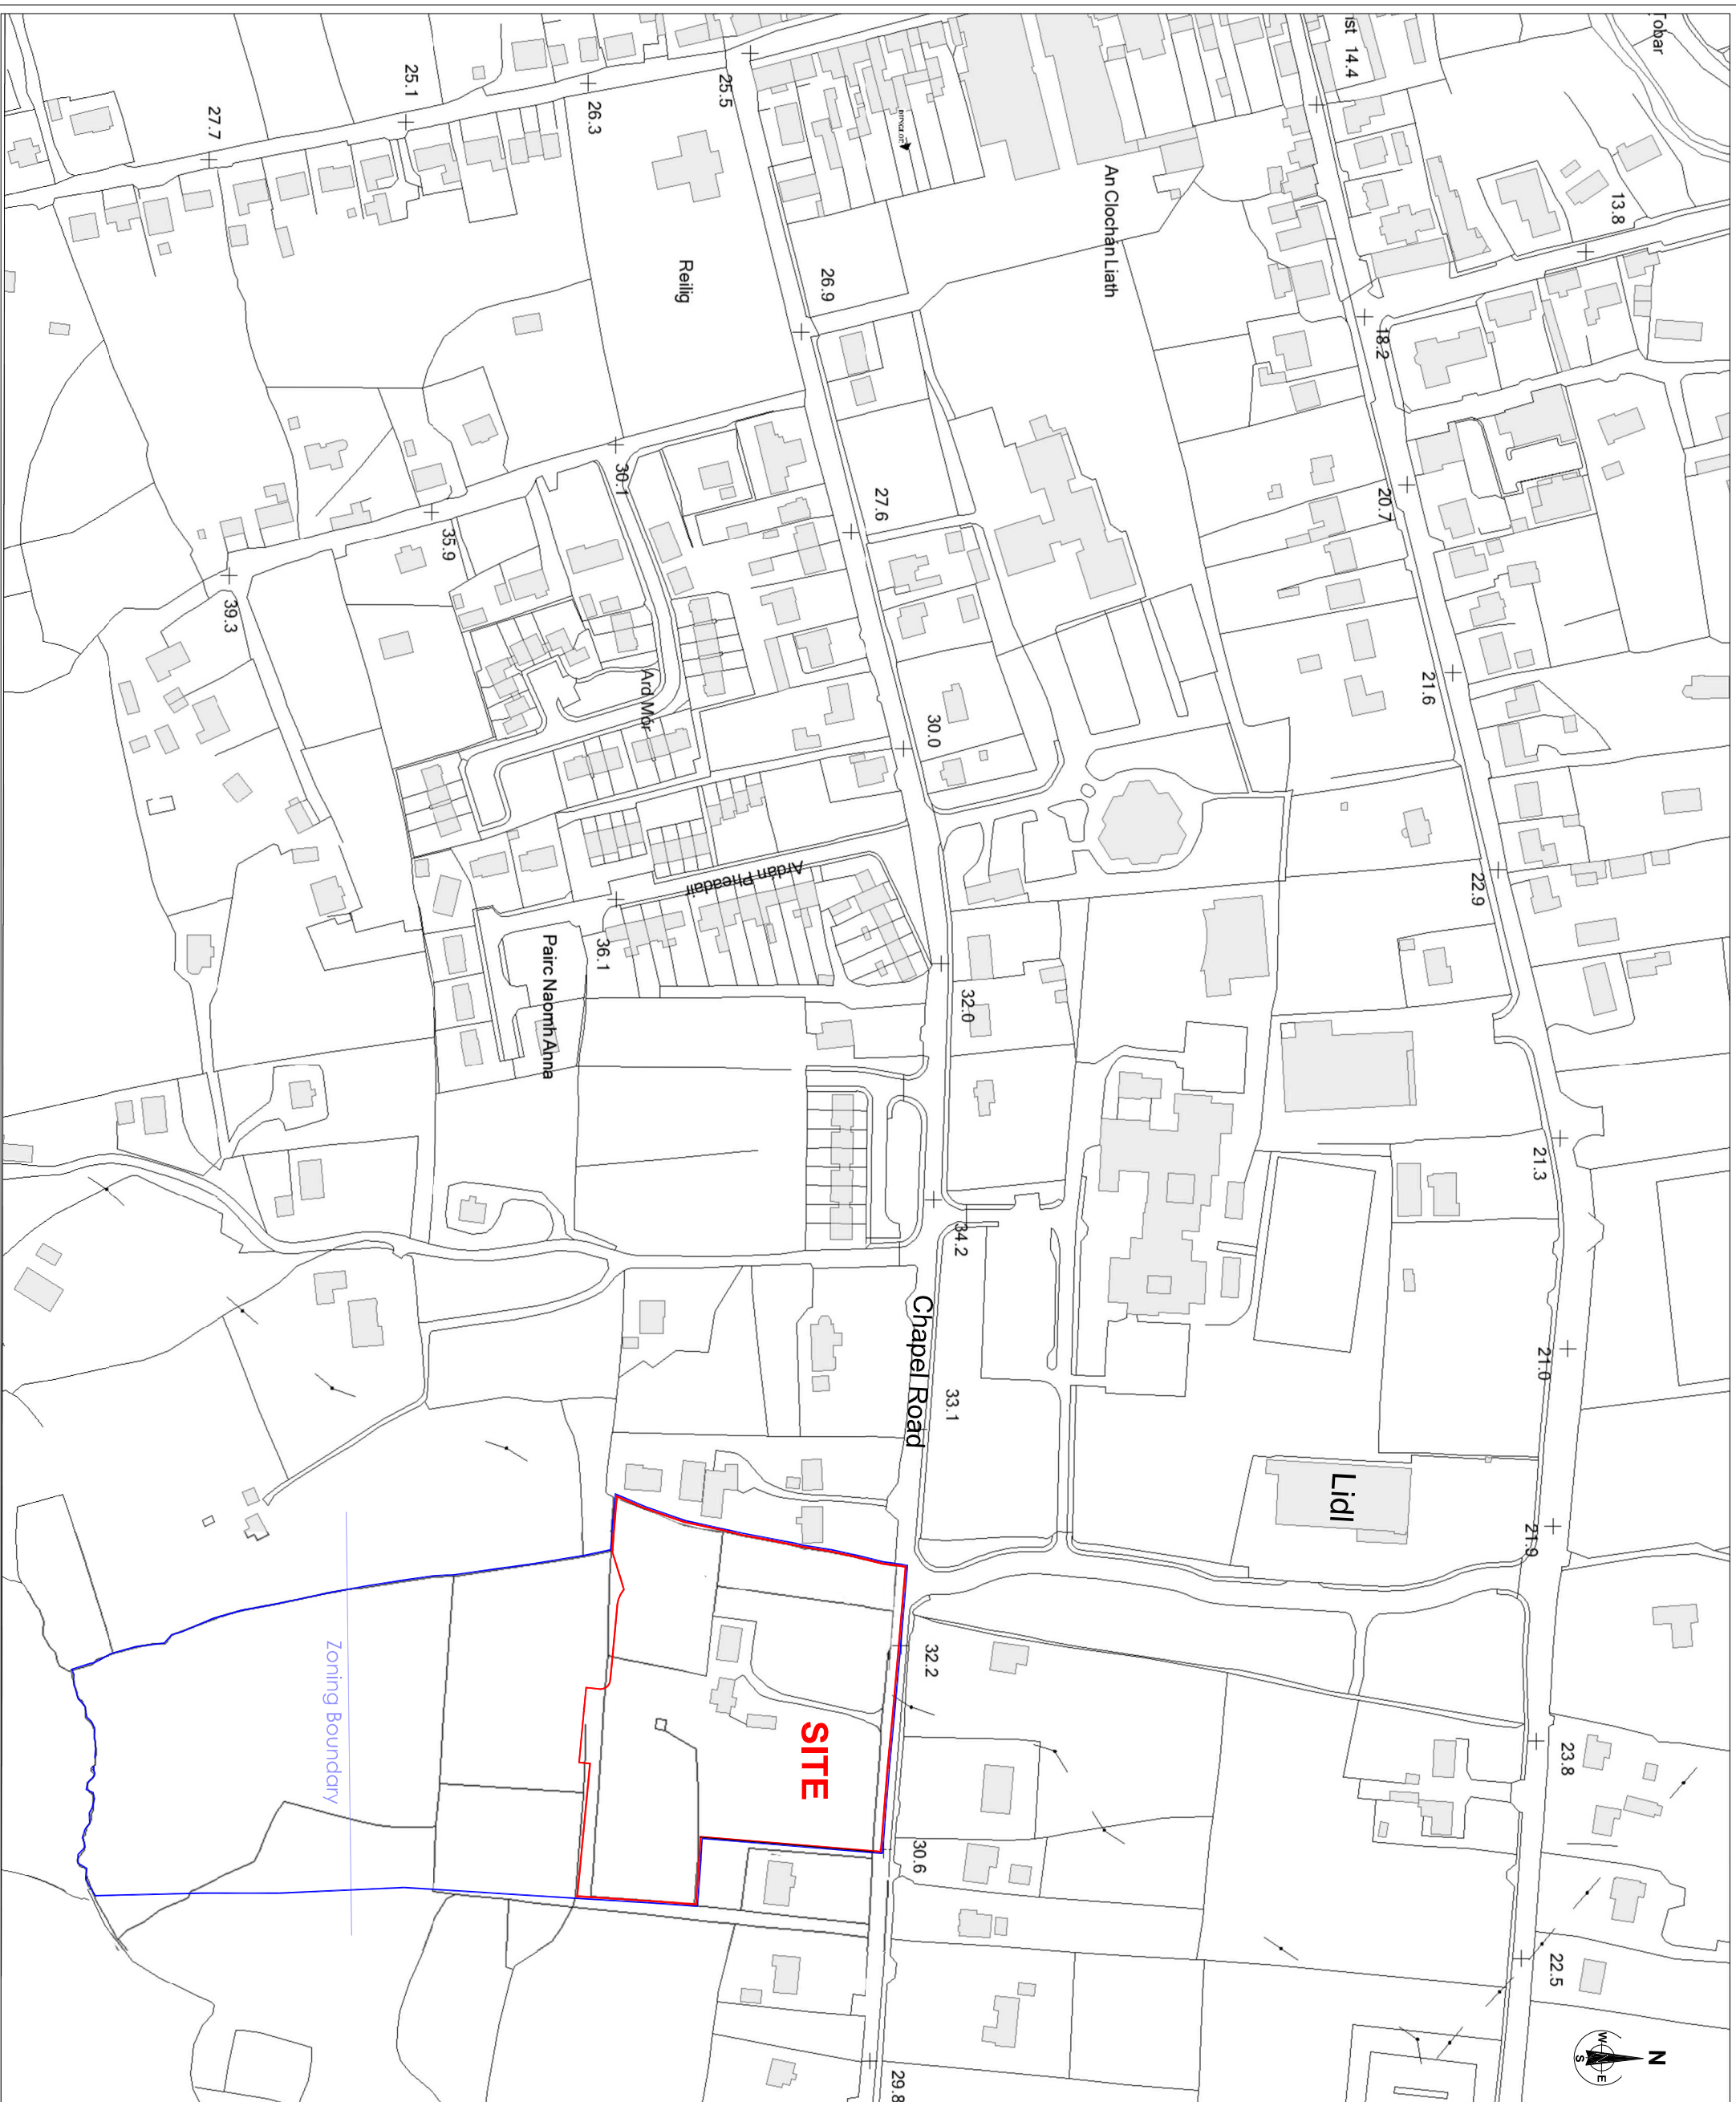 Tobar
14.4
13.8
18.2
20.7
21.6
22.9
21.3
21.0
21.9
23.8
22.5
An Clochán Liath
Lidl
25.5
26.9
27.6
30.0
32.0
34.2
Chapel Road
33.1
32.2
30.6
29.8
25.1
26.3
27.7
Reilig
30.1
35.9
39.3
Ard Mór
Ardán Pheadair
36.1
Pairc Naomh Anna
SITE
Zoning Boundary
N
W
E
S